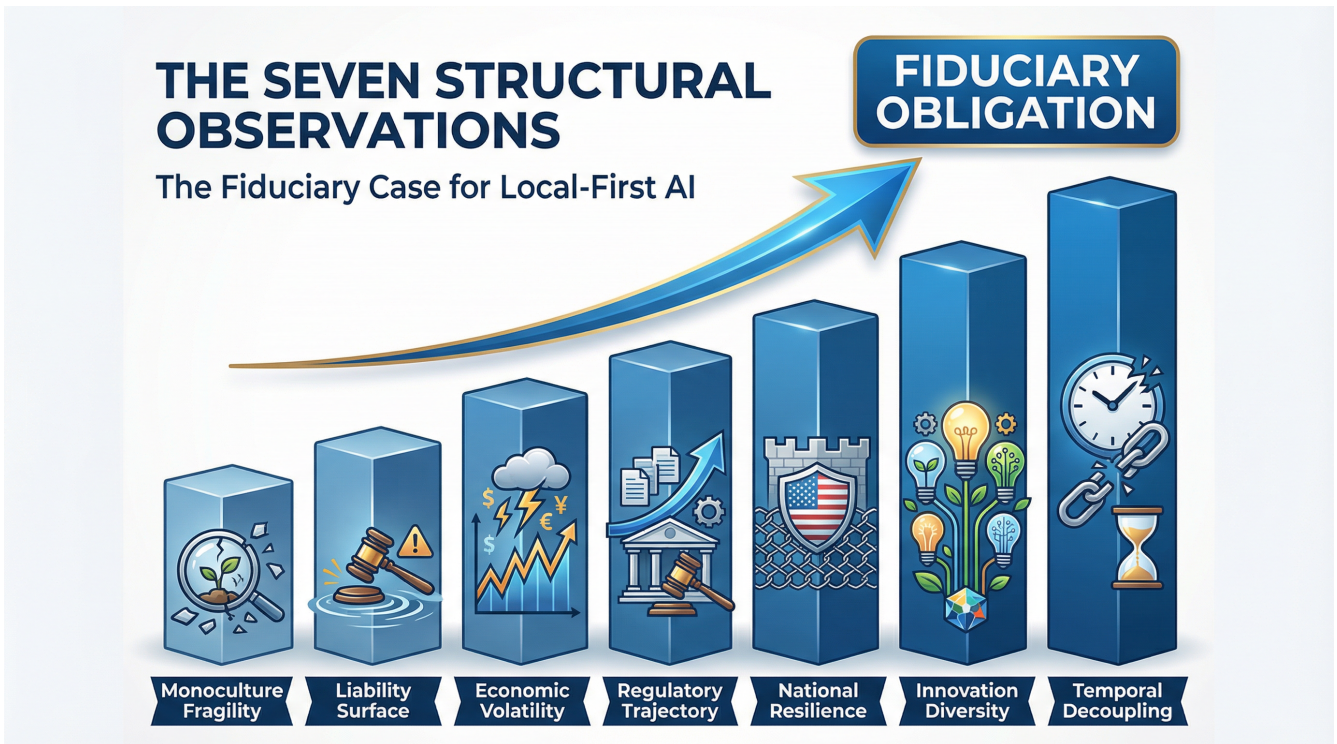 THE SEVEN STRUCTURAL
OBSERVATIONS
The Fiduciary Case for Local-First AI
FIDUCIARY
OBLIGATION
$
¥
€
$
Monoculture
Fragility
Liability
Surface
Economic
Volatility
Regulatory
Trajectory
National
Resilience
Innovation
Diversity
Temporal
Decoupling